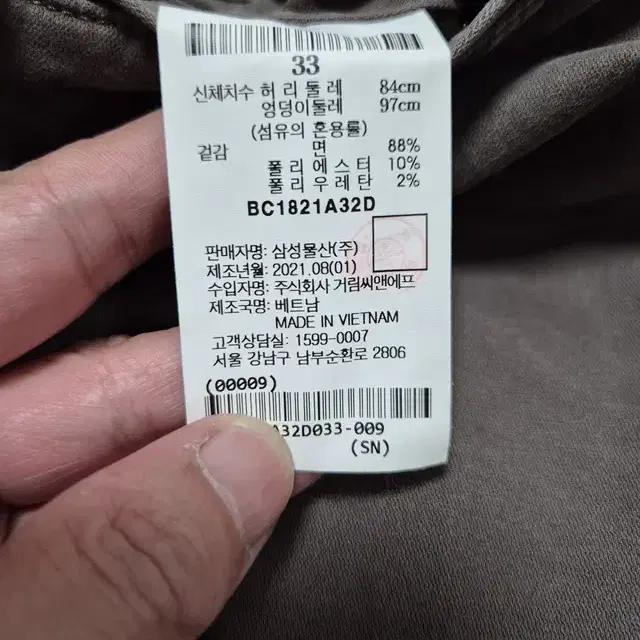 33
신체치수 허리둘레 84cm
엉덩이둘레 97cm
(섬유의 혼용률)
겉감 면 88%
폴리에스터 10%
폴리우레탄 2%
BC1821A32D
판매자명: 삼성물산(주)
제조년월: 2021.08(01)
수입자명: 주식회사 거림씨앤에프
제조국명: 베트남
MADE IN VIETNAM
고객상담실: 1599-0007
서울 강남구 남부순환로 2806
(00009)
A32D033-009
(SN)